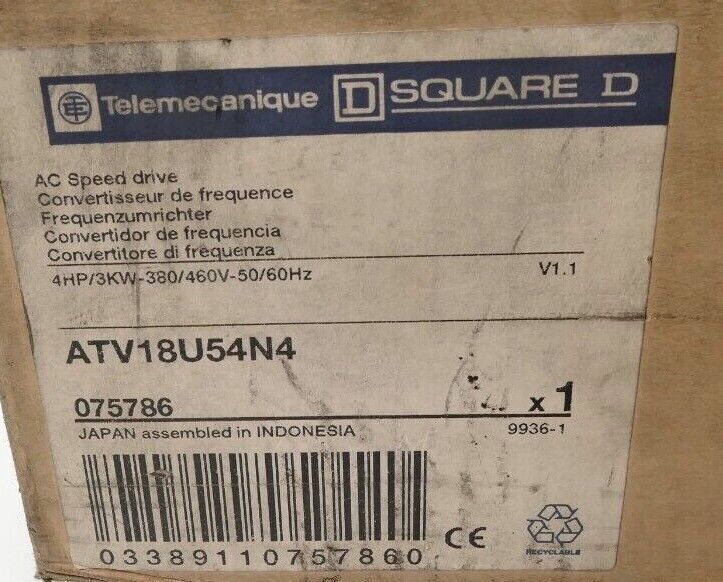 Telemecanique D SQUARE D
AC Speed drive
Convertisseur de frequence
Frequenzumrichter
Convertidor de frequencia
Convertitore di frequenza
4HP/3KW-380/460V-50/60Hz V1.1
ATV18U54N4
075786 x 1
JAPAN assembled in INDONESIA 9936-1
03389110757860 CE
RECYCLABLE